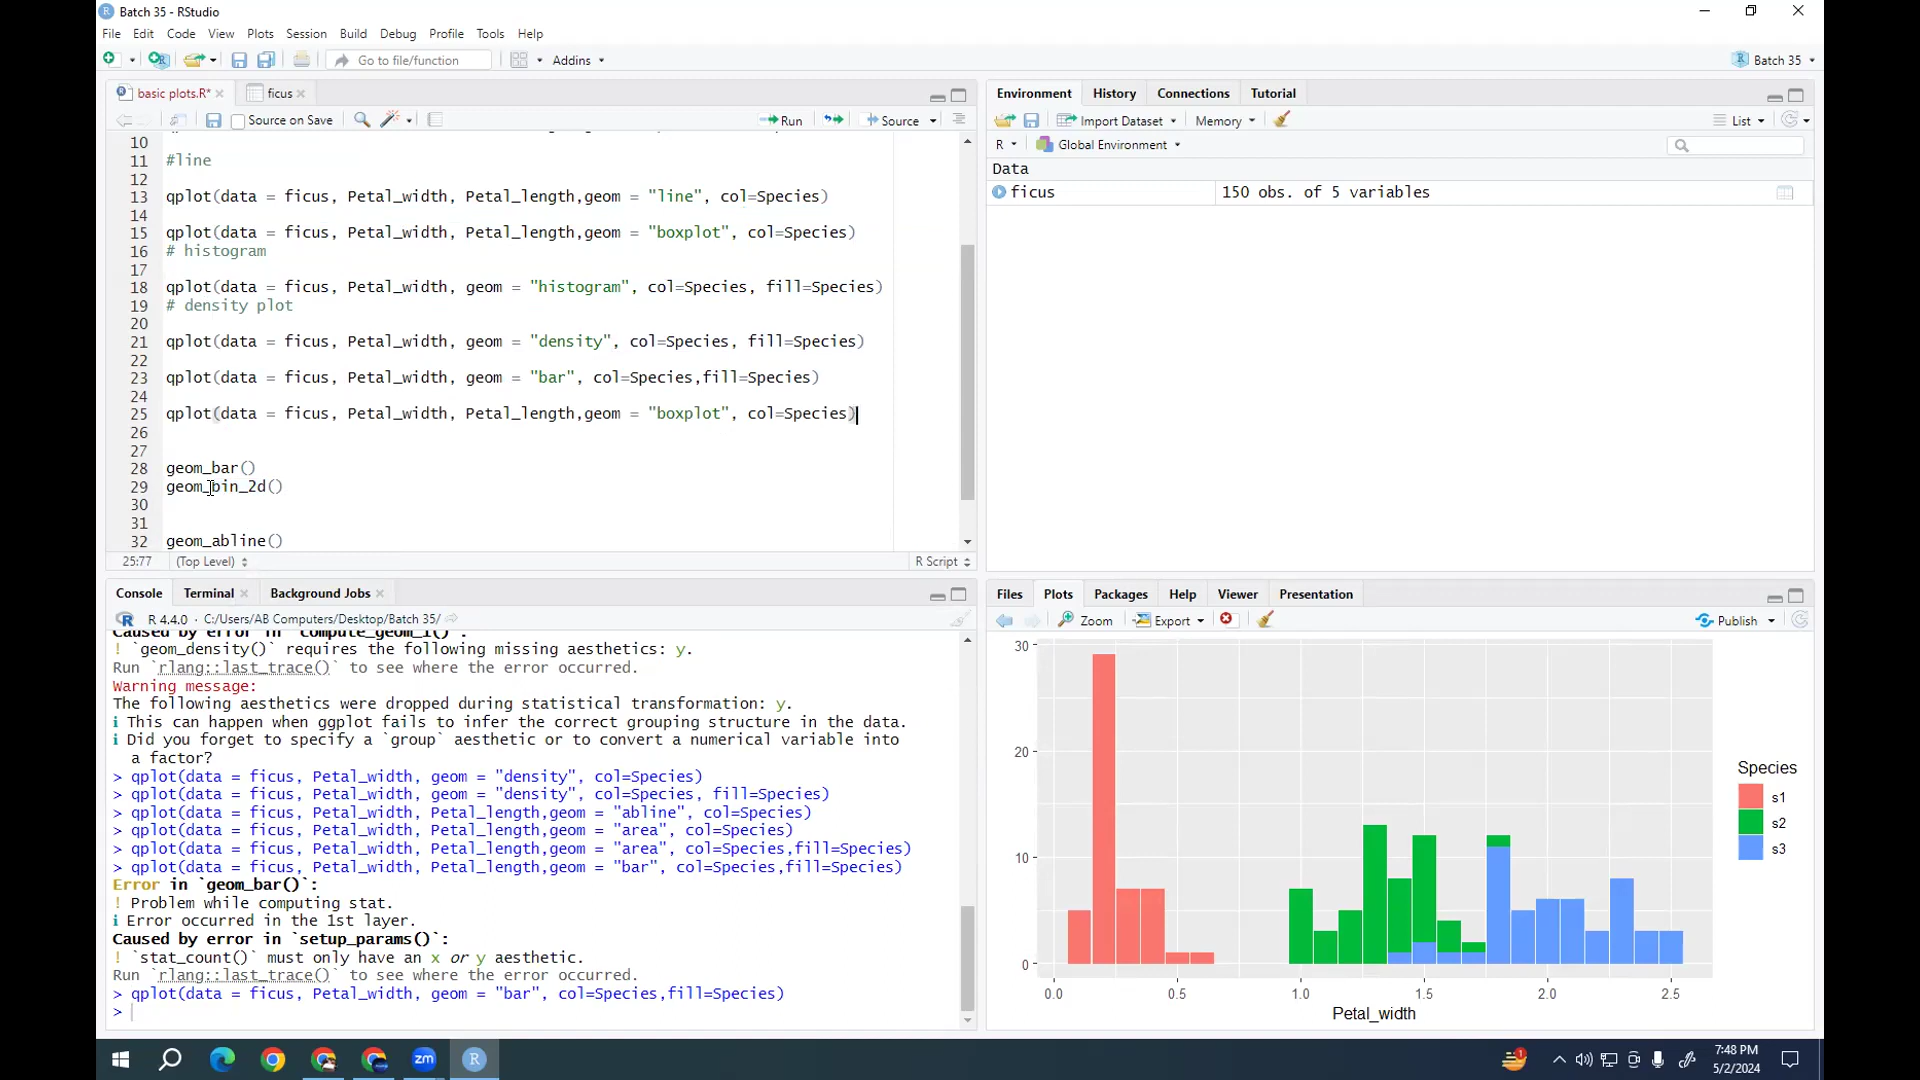 Batch 35 - RStudio
File Edit Code View Plots Session Build Debug Profile Tools Help
Go to file/function Addins Batch 35
basic plots.R* ficus
Source on Save Run Source
10
11 #line
12
13 qplot(data = ficus, Petal_width, Petal_length,geom = "line", col=Species)
14
15 qplot(data = ficus, Petal_width, Petal_length,geom = "boxplot", col=Species)
16 # histogram
17
18 qplot(data = ficus, Petal_width, geom = "histogram", col=Species, fill=Species)
19 # density plot
20
21 qplot(data = ficus, Petal_width, geom = "density", col=Species, fill=Species)
22
23 qplot(data = ficus, Petal_width, geom = "bar", col=Species,fill=Species)
24
25 qplot(data = ficus, Petal_width, Petal_length,geom = "boxplot", col=Species)
26
27
28 geom_bar()
29 geom_bin_2d()
30
31
32 geom_abline()
25:77 (Top Level) R Script
Console Terminal Background Jobs
R 4.4.0 · C:/Users/AB Computers/Desktop/Batch 35/
Caused by error in `compute_geom_1()`:
! `geom_density()` requires the following missing aesthetics: y.
Run `rlang::last_trace()` to see where the error occurred.
Warning message:
The following aesthetics were dropped during statistical transformation: y.
ℹ This can happen when ggplot fails to infer the correct grouping structure in the data.
ℹ Did you forget to specify a `group` aesthetic or to convert a numerical variable into
a factor?
> qplot(data = ficus, Petal_width, geom = "density", col=Species)
> qplot(data = ficus, Petal_width, geom = "density", col=Species, fill=Species)
> qplot(data = ficus, Petal_width, Petal_length,geom = "abline", col=Species)
> qplot(data = ficus, Petal_width, Petal_length,geom = "area", col=Species)
> qplot(data = ficus, Petal_width, Petal_length,geom = "area", col=Species,fill=Species)
> qplot(data = ficus, Petal_width, Petal_length,geom = "bar", col=Species,fill=Species)
Error in `geom_bar()`:
! Problem while computing stat.
ℹ Error occurred in the 1st layer.
Caused by error in `setup_params()`:
! `stat_count()` must only have an x or y aesthetic.
Run `rlang::last_trace()` to see where the error occurred.
> qplot(data = ficus, Petal_width, geom = "bar", col=Species,fill=Species)
>
Environment History Connections Tutorial
Import Dataset Memory List
R Global Environment
Data
ficus 150 obs. of 5 variables
Files Plots Packages Help Viewer Presentation
Zoom Export Publish
30
20
10
0
0.0 0.5 1.0 1.5 2.0 2.5
Petal_width
Species
s1
s2
s3
zm
R
1
7:48 PM
5/2/2024